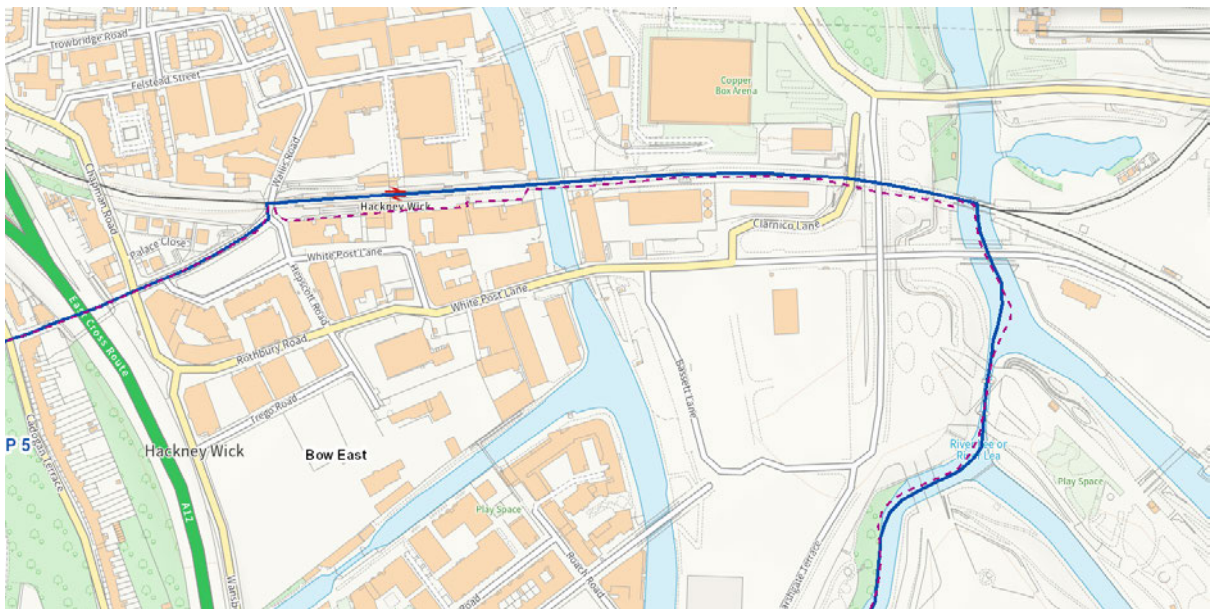 Trowbridge Road
Felstead Street
Wallis Road
Copper
Box Arena
Chapman Road
Hackney Wick
Palace Close
Clarnico Lane
White Post Lane
Hepscott Road
East Cross Route
White Post Lane
Rothbury Road
Bassett Lane
Trego Road
P 5
Hackney Wick
Bow East
River Lee or
River Lea
Cadogan Terrace
A12
Play Space
Play Space
Roach Road